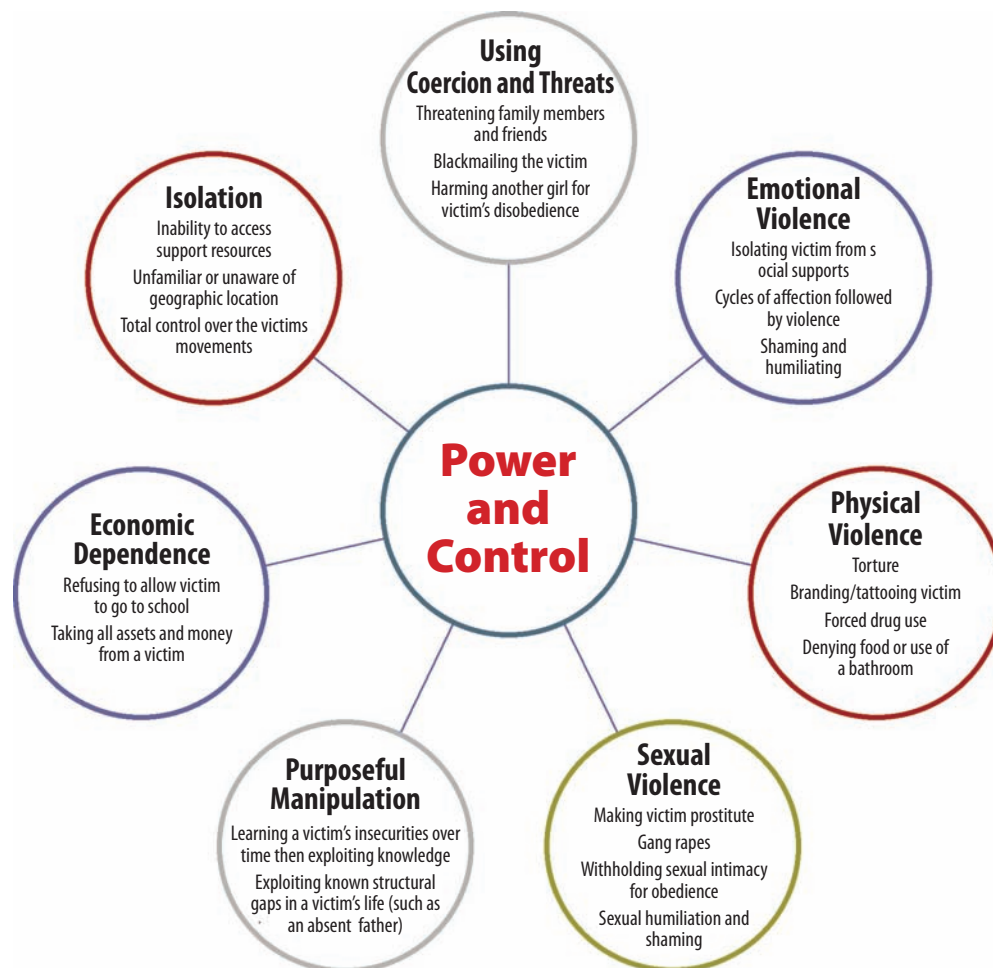 Using
Coercion and Threats
Threatening family members
and friends
Blackmailing the victim
Harming another girl for
victim's disobedience
Emotional
Violence
Isolating victim from s
ocial supports
Cycles of affection followed
by violence
Shaming and
humiliating
Physical
Violence
Torture
Branding/tattooing victim
Forced drug use
Denying food or use of
a bathroom
Sexual
Violence
Making victim prostitute
Gang rapes
Withholding sexual intimacy
for obedience
Sexual humiliation and
shaming
Purposeful
Manipulation
Learning a victim's insecurities over
time then exploiting knowledge
Exploiting known structural
gaps in a victim's life (such as
an absent father)
Economic
Dependence
Refusing to allow victim
to go to school
Taking all assets and money
from a victim
Isolation
Inability to access
support resources
Unfamiliar or unaware of
geographic location
Total control over the victims
movements
Power
and
Control